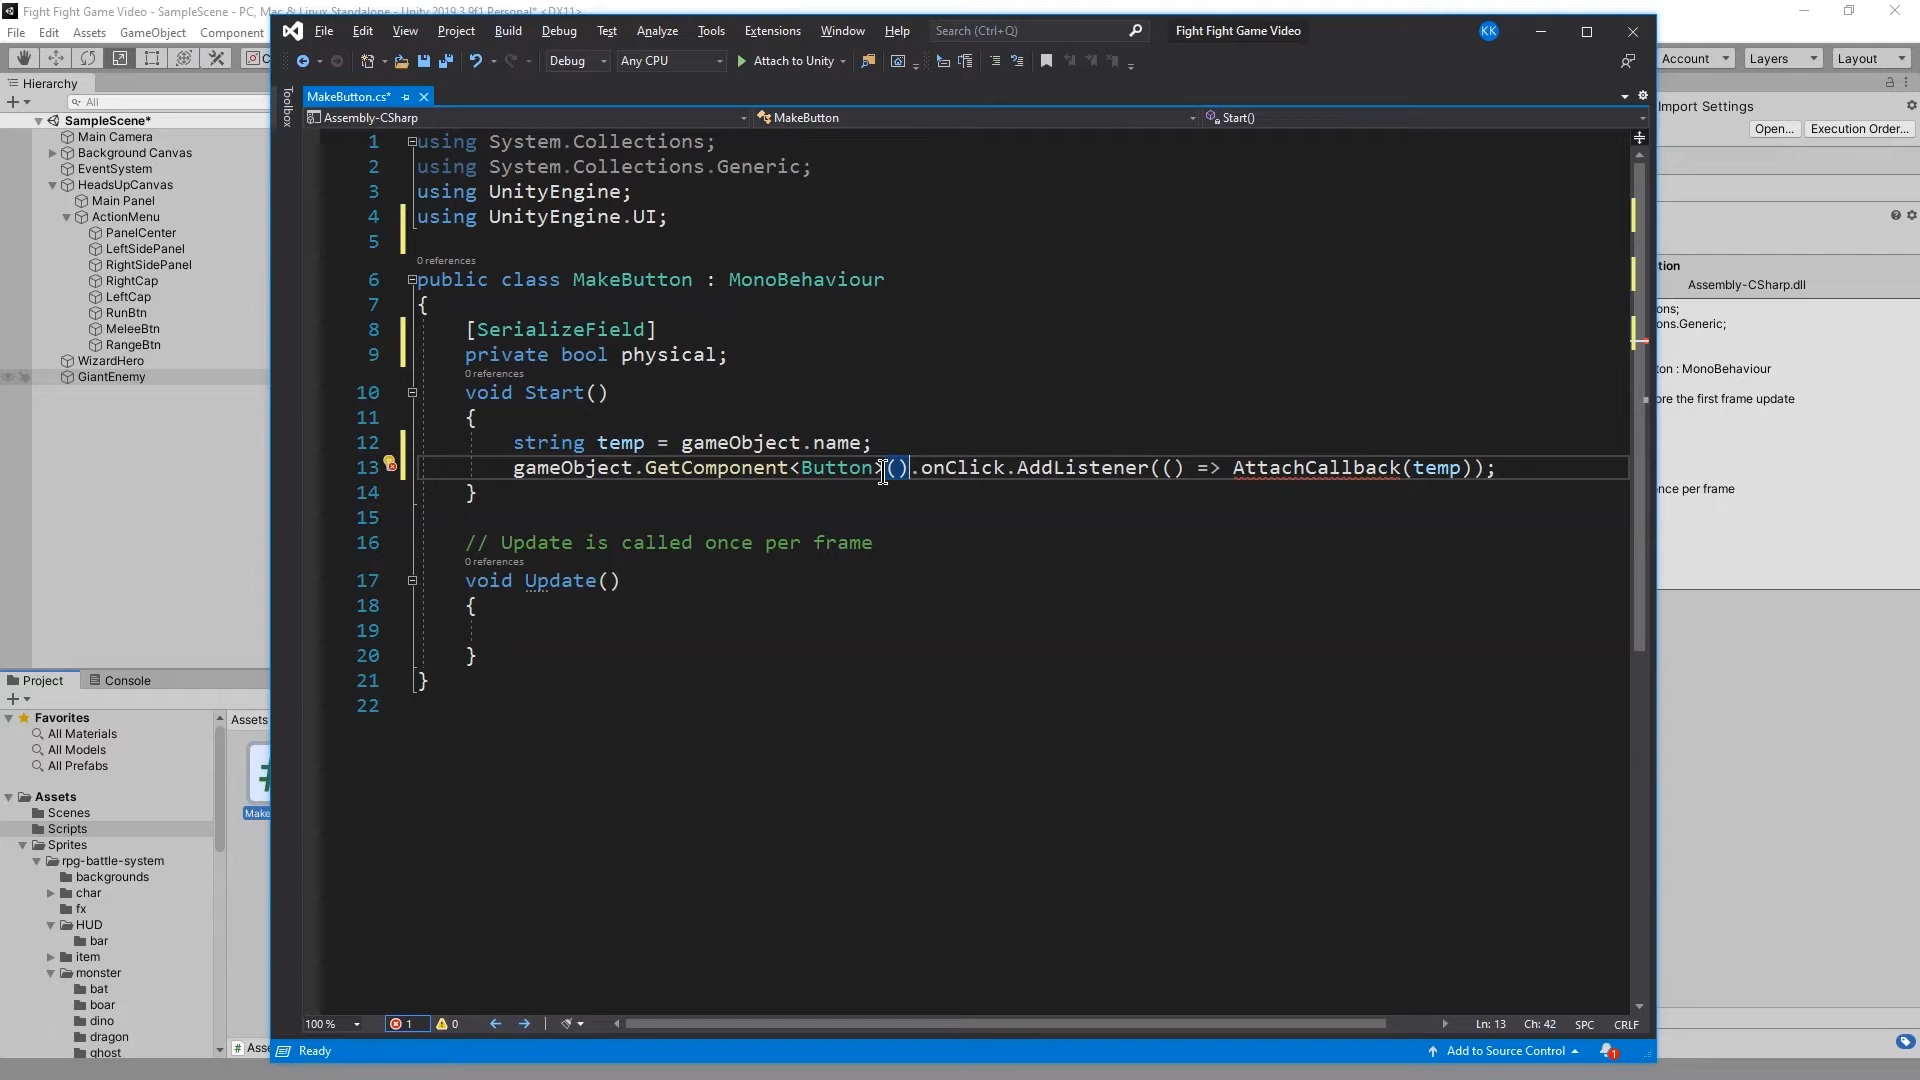 Fight Fight Game Video - SampleScene - PC, Mac & Linux Standalone - Unity 2019.3.9f1 Personal* <DX11>
File Edit Assets GameObject Component
Account Layers Layout
Hierarchy
All
SampleScene*
Main Camera
Background Canvas
EventSystem
HeadsUpCanvas
Main Panel
ActionMenu
PanelCenter
LeftSidePanel
RightSidePanel
RightCap
LeftCap
RunBtn
MeleeBtn
RangeBtn
WizardHero
GiantEnemy
Project Console
Favorites
All Materials
All Models
All Prefabs
Assets
Scenes
Scripts
Sprites
rpg-battle-system
backgrounds
char
fx
HUD
bar
item
monster
bat
boar
dino
dragon
ghost
Assets
Make
# Asse
File Edit View Project Build Debug Test Analyze Tools Extensions Window Help Search (Ctrl+Q) Fight Fight Game Video KK
Debug Any CPU Attach to Unity
Toolbox
MakeButton.cs*
Assembly-CSharp MakeButton Start()
1 using System.Collections;
2 using System.Collections.Generic;
3 using UnityEngine;
4 using UnityEngine.UI;
5
0 references
6 public class MakeButton : MonoBehaviour
7 {
8 [SerializeField]
9 private bool physical;
0 references
10 void Start()
11 {
12 string temp = gameObject.name;
13 gameObject.GetComponent<Button>().onClick.AddListener(() => AttachCallback(temp));
14 }
15
16 // Update is called once per frame
0 references
17 void Update()
18 {
19
20 }
21 }
22
100 % 1 0 Ln: 13 Ch: 42 SPC CRLF
Ready Add to Source Control 1
Import Settings
Open... Execution Order...
tion
Assembly-CSharp.dll
ns;
ns.Generic;
ton : MonoBehaviour
ore the first frame update
nce per frame